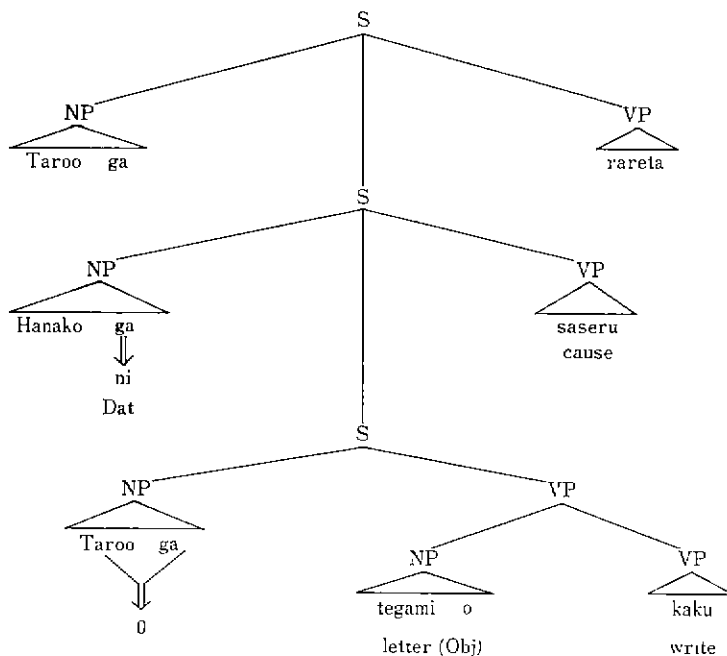 S
NP VP
Taroo ga rareta
S
NP VP
Hanako ga saseru
cause
ni
Dat
S
NP VP
Taroo ga NP VP
tegami o kaku
0
letter (Obj) write